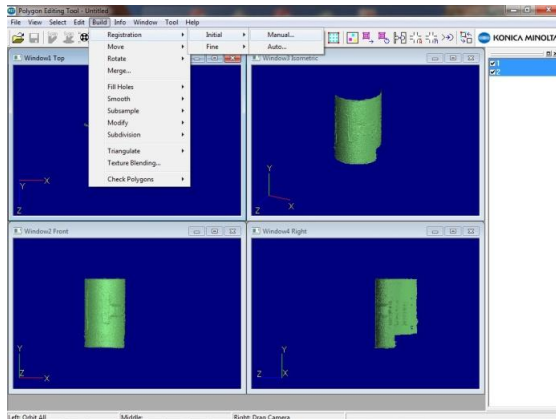 Polygon Editing Tool - Untitled
File View Select Edit Build Info Window Tool Help
KONICA MINOLTA
Registration
Move
Rotate
Merge...
Fill Holes
Smooth
Subsample
Modify
Subdivision
Triangulate
Texture Blending...
Check Polygons
Initial
Fine
Manual...
Auto...
Window1 Top
Window3 Isometric
Y X
Z
Y
Z X
Window2 Front
Window4 Right
Y
Z X
Y
Z X
1
2
Left: Orbit All Middle: Right: Drag Camera